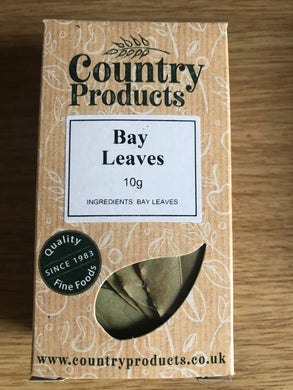 Country
Products
Bay
Leaves
10g
INGREDIENTS: BAY LEAVES
Quality
SINCE 1983
Fine Foods
www.countryproducts.co.uk